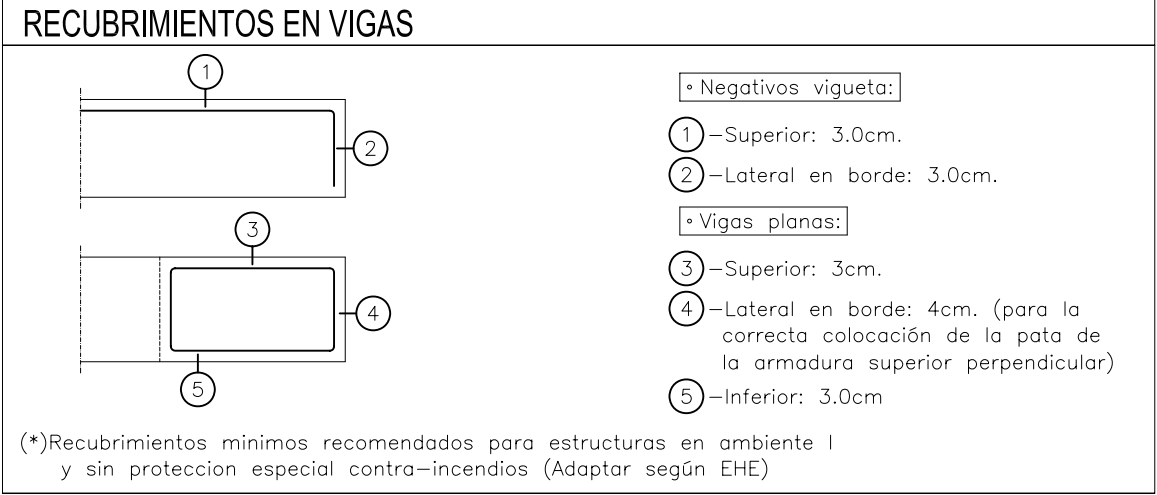 RECUBRIMIENTOS EN VIGAS
1
2
3
4
5
◦ Negativos vigueta:
1 –Superior: 3.0cm.
2 –Lateral en borde: 3.0cm.
◦ Vigas planas:
3 –Superior: 3cm.
4 –Lateral en borde: 4cm. (para la
correcta colocación de la pata de
la armadura superior perpendicular)
5 –Inferior: 3.0cm
(*)Recubrimientos minimos recomendados para estructuras en ambiente I
y sin proteccion especial contra–incendios (Adaptar según EHE)